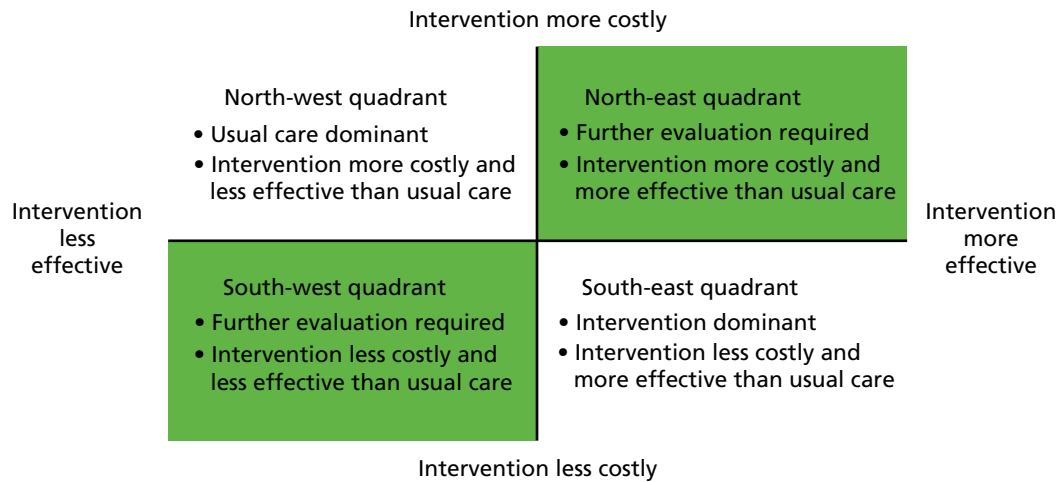 Intervention more costly
North-west quadrant
• Usual care dominant
• Intervention more costly and
less effective than usual care
North-east quadrant
• Further evaluation required
• Intervention more costly and
more effective than usual care
Intervention
less
effective
Intervention
more
effective
South-west quadrant
• Further evaluation required
• Intervention less costly and
less effective than usual care
South-east quadrant
• Intervention dominant
• Intervention less costly and
more effective than usual care
Intervention less costly